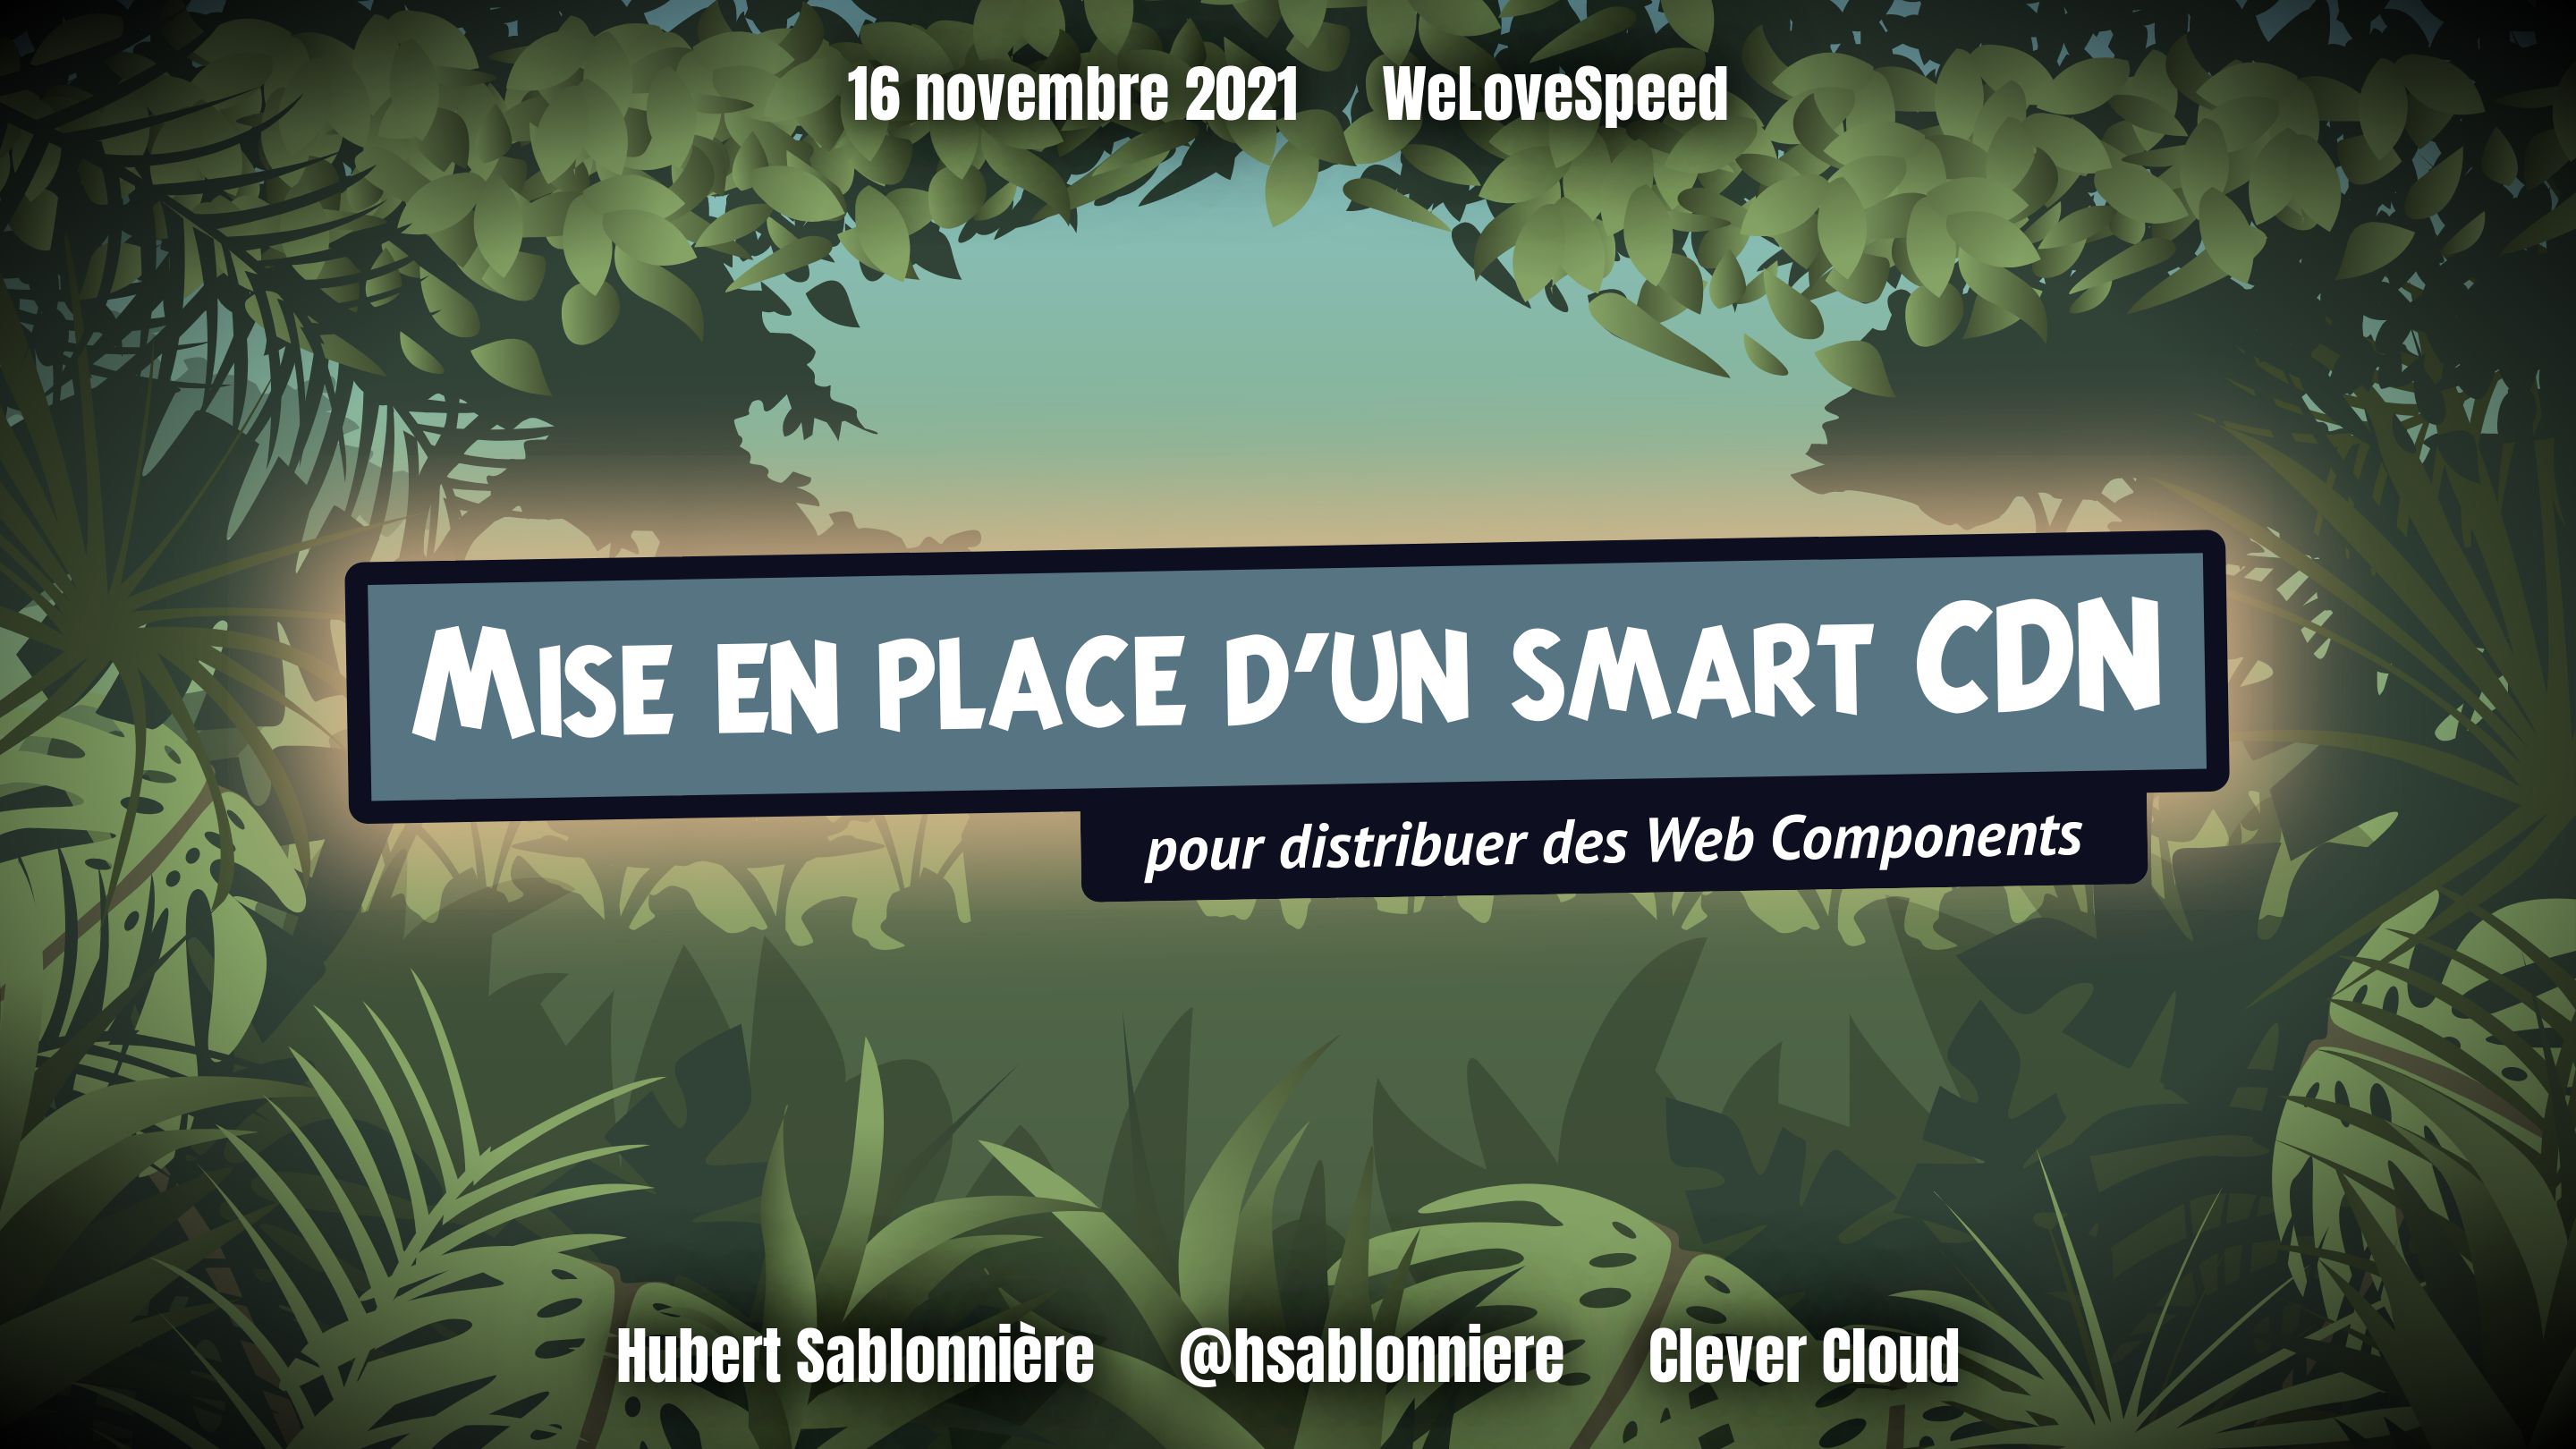 16 novembre 2021 WeLoveSpeed
Mise en place d’un smart CDN
pour distribuer des Web Components
Hubert Sablonnière @hsablonniere Clever Cloud